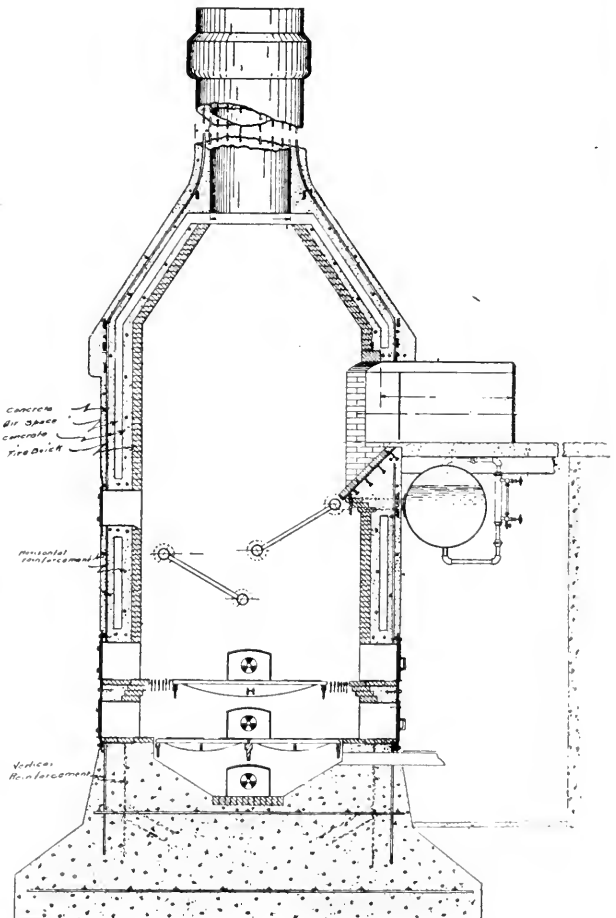 Concrete
Air Space
Concrete
Fire Brick
Horizontal
reinforcement
Vertical
Reinforcement